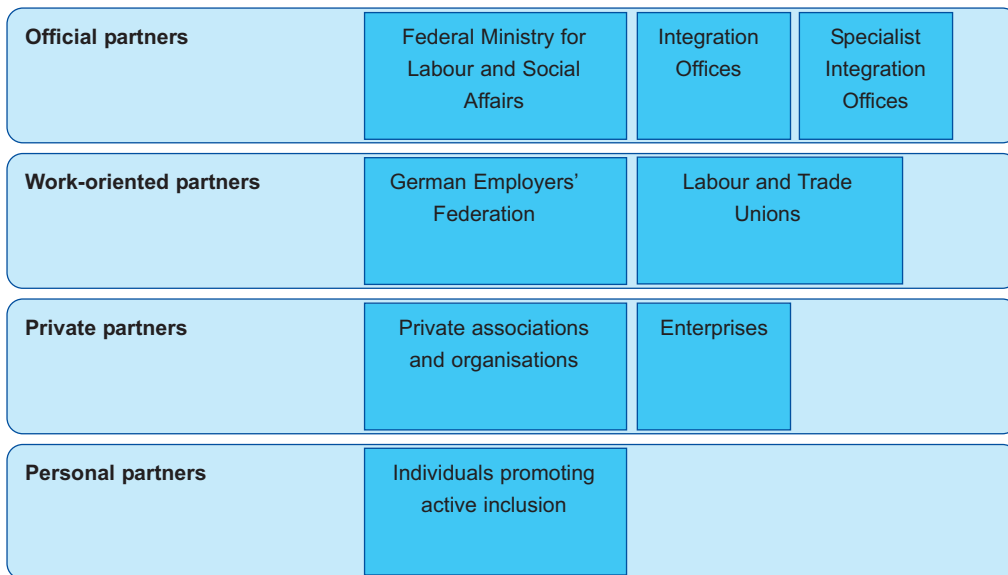 Official partners
Federal Ministry for
Labour and Social
Affairs
Integration
Offices
Specialist
Integration
Offices
Work-oriented partners
German Employers’
Federation
Labour and Trade
Unions
Private partners
Private associations
and organisations
Enterprises
Personal partners
Individuals promoting
active inclusion